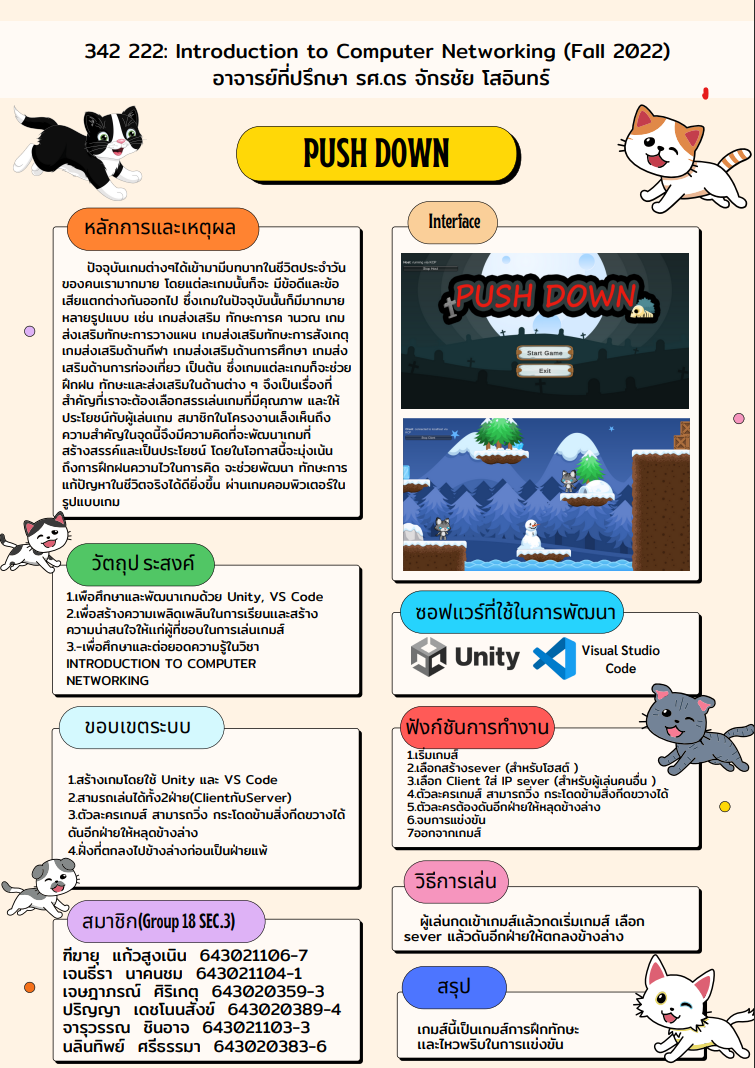 342 222: Introduction to Computer Networking (Fall 2022)
อาจารย์ที่ปรึกษา รศ.ดร จักรชัย โสอินทร์
PUSH DOWN
หลักการและเหตุผล
ปัจจุบันเกมต่างๆได้เข้ามามีบทบาทในชีวิตประจำวัน
ของคนเรามากมาย โดยแต่ละเกมนั้นก็จะ มีข้อดีและข้อ
เสียแตกต่างกันออกไป ซึ่งเกมในปัจจุบันนั้นก็มีมากมาย
หลายรูปแบบ เช่น เกมส่งเสริม ทักษะการค านวณ เกม
ส่งเสริมทักษะการวางแผน เกมส่งเสริมทักษะการสังเกตุ
เกมส่งเสริมด้านกีฬา เกมส่งเสริมด้านการศึกษา เกมส่ง
เสริมด้านการท่องเที่ยว เป็นต้น ซึ่งเกมแต่ละเกมก็จะช่วย
ฝึกฝน ทักษะและส่งเสริมในด้านต่าง ๆ จึงเป็นเรื่องที่
สำคัญที่เราจะต้องเลือกสรรเล่นเกมที่มีคุณภาพ และให้
ประโยชน์กับผู้เล่นเกม สมาชิกในโครงงานเล็งเห็นถึง
ความสำคัญในจุดนี้จึงมีความคิดที่จะพัฒนาเกมที่
สร้างสรรค์และเป็นประโยชน์ โดยในโอกาสนี้จะมุ่งเน้น
ถึงการฝึกฝนความไวในการคิด จะช่วยพัฒนา ทักษะการ
แก้ปัญหาในชีวิตจริงได้ดียิ่งขึ้น ผ่านเกมคอมพิวเตอร์ใน
รูปแบบเกม
วัตถุประสงค์
1.เพื่อศึกษาและพัฒนาเกมด้วย Unity, VS Code
2.เพื่อสร้างความเพลิดเพลินในการเรียนและสร้าง
ความน่าสนใจให้แก่ผู้ที่ชอบในการเล่นเกมส์
3.-เพื่อศึกษาและต่อยอดความรู้ในวิชา
INTRODUCTION TO COMPUTER
NETWORKING
ขอบเขตระบบ
1.สร้างเกมโดยใช้ Unity และ VS Code
2.สามรถเล่นได้ทั้ง2ฝ่าย(ClientกับServer)
3.ตัวละครเกมส์ สามารถวิ่ง กระโดดข้ามสิ่งกีดขวางได้
ดันอีกฝ่ายให้หลุดข้างล่าง
4.ฝั่งที่ตกลงไปข้างล่างก่อนเป็นฝ่ายแพ้
สมาชิก(Group 18 SEC.3)
ฑีฆายุ แก้วสูงเนิน 643021106-7
เจนธีรา นาคนชม 643021104-1
เจษฎาภรณ์ ศิริเกตุ 643020359-3
ปริญญา เดชโนนสังข์ 643020389-4
จารุวรรณ ชินอาจ 643021103-3
นลินทิพย์ ศรีธรรมา 643020383-6
Interface
PUSH DOWN
Start Game
Exit
ซอฟแวร์ที่ใช้ในการพัฒนา
Unity
Visual Studio
Code
ฟังก์ชันการทำงาน
1.เริ่มเกมส์
2.เลือกสร้างsever (สำหรับโฮสต์ )
3.เลือก Client ใส่ IP sever (สำหรับผู้เล่นคนอื่น )
4.ตัวละครเกมส์ สามารถวิ่ง กระโดดข้ามสิ่งกีดขวางได้
5.ตัวละครต้องดันอีกฝ่ายให้หลุดข้างล่าง
6.จบการแข่งขัน
7ออกจากเกมส์
วิธีการเล่น
ผู้เล่นกดเข้าเกมส์แล้วกดเริ่มเกมส์ เลือก
sever แล้วดันอีกฝ่ายให้ตกลงข้างล่าง
สรุป
เกมส์นี้เป็นเกมส์การฝึกทักษะ
และไหวพริบในการแข่งขัน